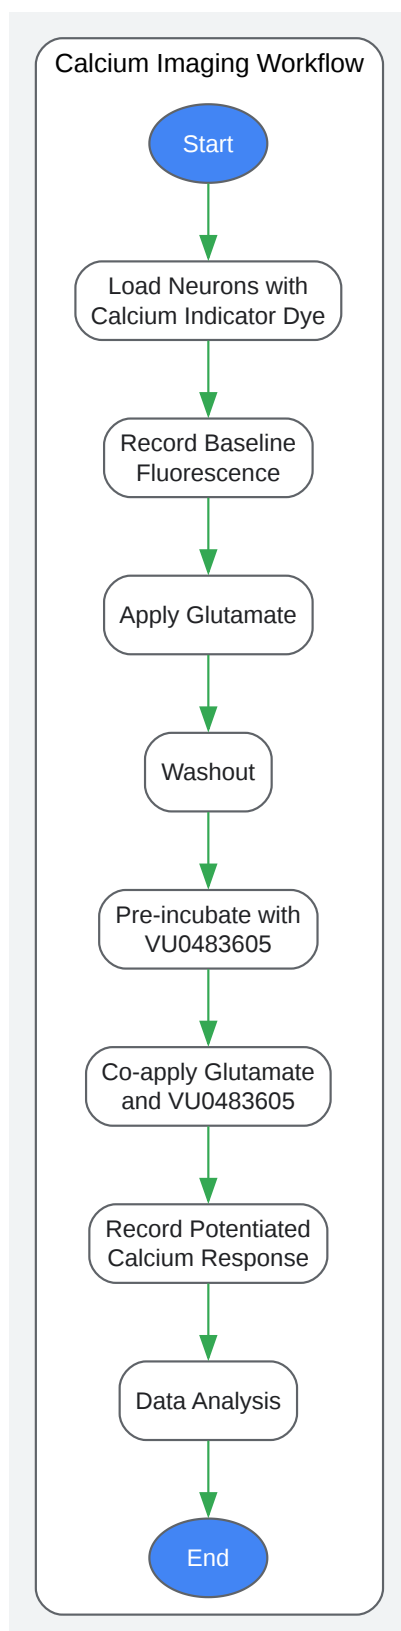 Calcium Imaging Workflow
Start
Load Neurons with
Calcium Indicator Dye
Record Baseline
Fluorescence
Apply Glutamate
Washout
Pre-incubate with
VU0483605
Co-apply Glutamate
and VU0483605
Record Potentiated
Calcium Response
Data Analysis
End